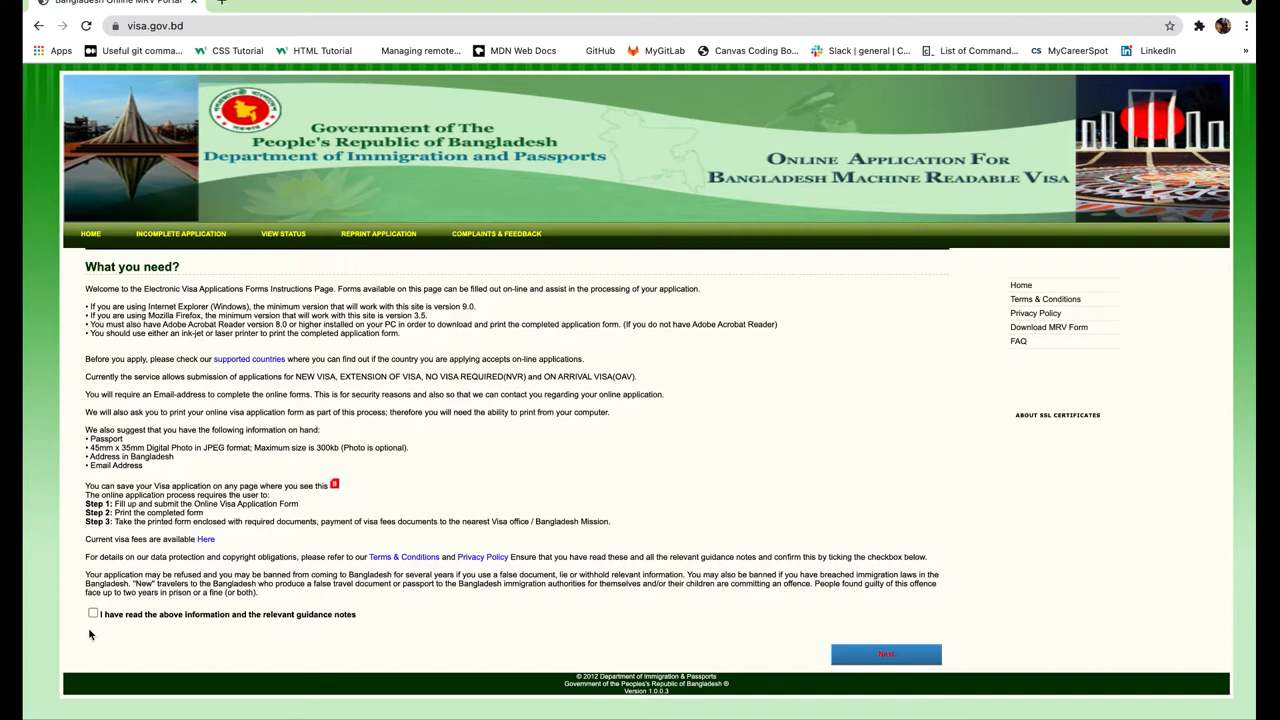 Bangladesh Online MRV Portal
visa.gov.bd
Apps
Useful git comma...
CSS Tutorial
HTML Tutorial
Managing remote...
MDN Web Docs
GitHub
MyGitLab
Canvas Coding Bo...
Slack | general | C...
List of Command...
MyCareerSpot
LinkedIn
Government of The
People's Republic of Bangladesh
Department of Immigration and Passports
Online Application For
Bangladesh Machine Readable Visa
HOME
INCOMPLETE APPLICATION
VIEW STATUS
REPRINT APPLICATION
COMPLAINTS & FEEDBACK
What you need?
Welcome to the Electronic Visa Applications Forms Instructions Page. Forms available on this page can be filled out on-line and assist in the processing of your application.
• If you are using Internet Explorer (Windows), the minimum version that will work with this site is version 9.0.
• If you are using Mozilla Firefox, the minimum version that will work with this site is version 3.5.
• You must also have Adobe Acrobat Reader version 8.0 or higher installed on your PC in order to download and print the completed application form. (If you do not have Adobe Acrobat Reader)
• You should use either an ink-jet or laser printer to print the completed application form.
Before you apply, please check our supported countries where you can find out if the country you are applying accepts on-line applications.
Currently the service allows submission of applications for NEW VISA, EXTENSION OF VISA, NO VISA REQUIRED(NVR) and ON ARRIVAL VISA(OAV).
You will require an Email-address to complete the online forms. This is for security reasons and also so that we can contact you regarding your online application.
We will also ask you to print your online visa application form as part of this process; therefore you will need the ability to print from your computer.
We also suggest that you have the following information on hand:
• Passport
• 45mm x 35mm Digital Photo in JPEG format; Maximum size is 300kb (Photo is optional).
• Address in Bangladesh
• Email Address
You can save your Visa application on any page where you see this
The online application process requires the user to:
Step 1: Fill up and submit the Online Visa Application Form
Step 2: Print the completed form
Step 3: Take the printed form enclosed with required documents, payment of visa fees documents to the nearest Visa office / Bangladesh Mission.
Current visa fees are available Here
For details on our data protection and copyright obligations, please refer to our Terms & Conditions and Privacy Policy Ensure that you have read these and all the relevant guidance notes and confirm this by ticking the checkbox below.
Your application may be refused and you may be banned from coming to Bangladesh for several years if you use a false document, lie or withhold relevant information. You may also be banned if you have breached immigration laws in the
Bangladesh. "New" travelers to the Bangladesh who produce a false travel document or passport to the Bangladesh immigration authorities for themselves and/or their children are committing an offence. People found guilty of this offence
face up to two years in prison or a fine (or both).
I have read the above information and the relevant guidance notes
Next
Home
Terms & Conditions
Privacy Policy
Download MRV Form
FAQ
ABOUT SSL CERTIFICATES
© 2012 Department of Immigration & Passports
Government of the Peoples's Republic of Bangladesh ®
Version 1.0.0.3